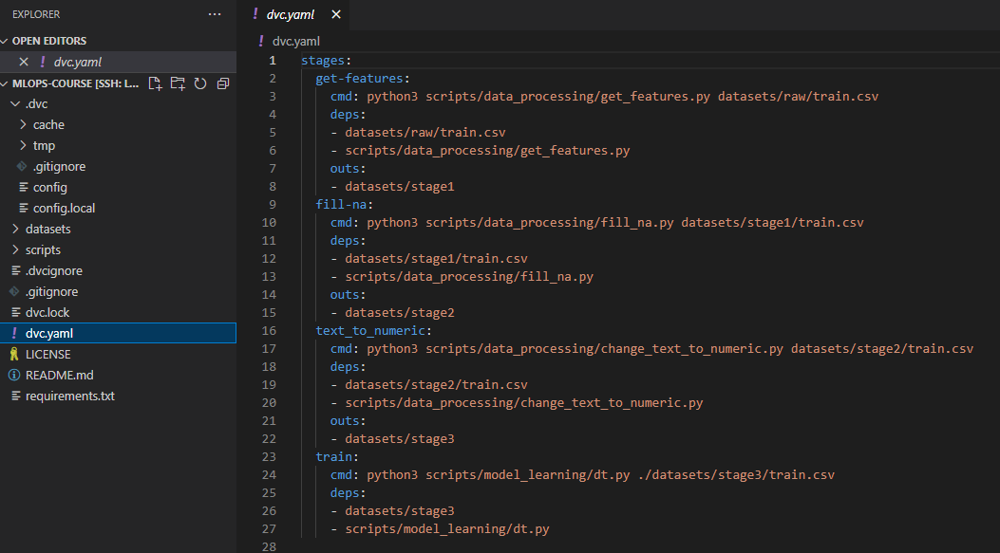 EXPLORER
···
OPEN EDITORS
! dvc.yaml
MLOPS-COURSE [SSH: L...
.dvc
cache
tmp
.gitignore
config
config.local
datasets
scripts
.dvcignore
.gitignore
dvc.lock
! dvc.yaml
LICENSE
README.md
requirements.txt
! dvc.yaml
! dvc.yaml
1 stages:
2 get-features:
3 cmd: python3 scripts/data_processing/get_features.py datasets/raw/train.csv
4 deps:
5 - datasets/raw/train.csv
6 - scripts/data_processing/get_features.py
7 outs:
8 - datasets/stage1
9 fill-na:
10 cmd: python3 scripts/data_processing/fill_na.py datasets/stage1/train.csv
11 deps:
12 - datasets/stage1/train.csv
13 - scripts/data_processing/fill_na.py
14 outs:
15 - datasets/stage2
16 text_to_numeric:
17 cmd: python3 scripts/data_processing/change_text_to_numeric.py datasets/stage2/train.csv
18 deps:
19 - datasets/stage2/train.csv
20 - scripts/data_processing/change_text_to_numeric.py
21 outs:
22 - datasets/stage3
23 train:
24 cmd: python3 scripts/model_learning/dt.py ./datasets/stage3/train.csv
25 deps:
26 - datasets/stage3
27 - scripts/model_learning/dt.py
28